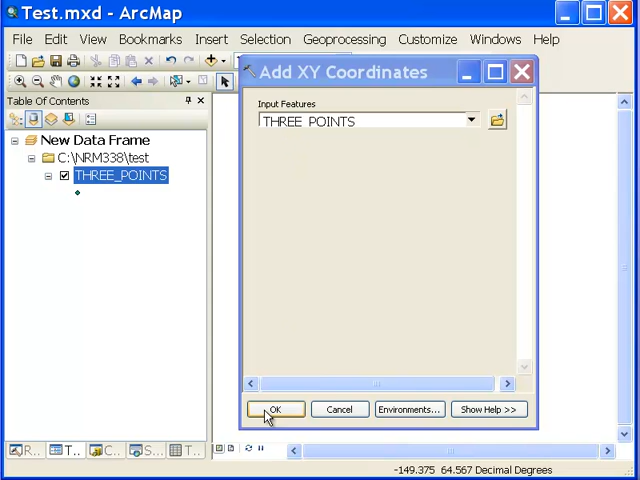 Test.mxd - ArcMap
File Edit View Bookmarks Insert Selection Geoprocessing Customize Windows Help
Table Of Contents
New Data Frame
C:\NRM338\test
THREE_POINTS
Add XY Coordinates
Input Features
THREE_POINTS
OK Cancel Environments... Show Help >>
R... T... C... S... T...
-149.375 64.567 Decimal Degrees